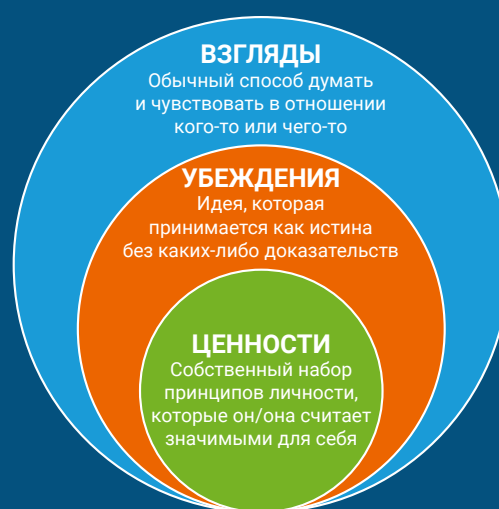 ВЗГЛЯДЫ
Обычный способ думать
и чувствовать в отношении
кого-то или чего-то
УБЕЖДЕНИЯ
Идея, которая
принимается как истина
без каких-либо доказательств
ЦЕННОСТИ
Собственный набор
принципов личности,
которые он/она считает
значимыми для себя